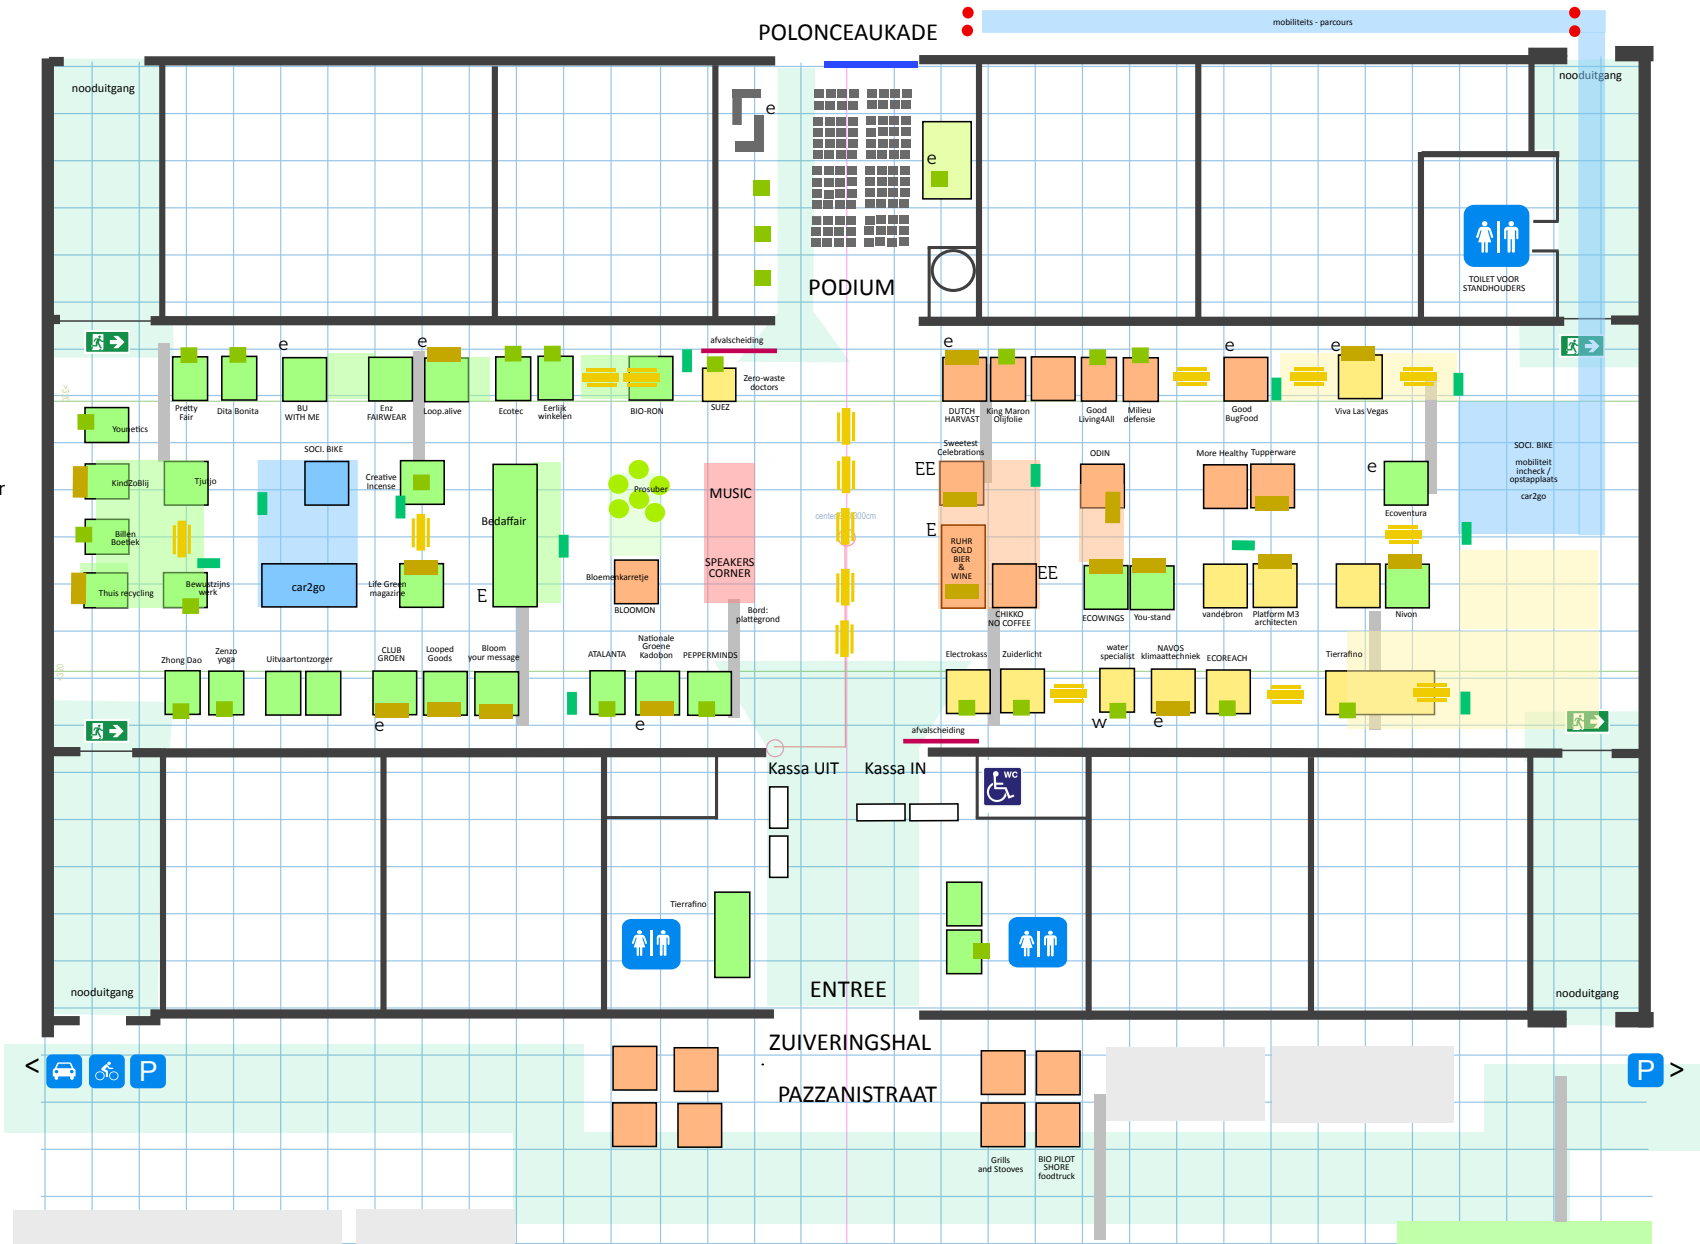 POLONCEAUKADE
mobiliteits - parcours
nooduitgang
nooduitgang
e
e
PODIUM
TOILET VOOR
STANDHOUDERS
afvalscheiding
e
e
e
e
e
Pretty
Fair
Dita Bonita
BU
WITH ME
Enz
FAIRWEAR
Loop.alive
Ecotec
Eerlijk
winkelen
BIO-RON
SUEZ
Zero-waste
doctors
DUTCH
HARVAST
King Maron
Olijfolie
Good
Living4All
Milieu
defensie
Good
BugFood
Viva Las Vegas
Younetics
SOCI. BIKE
KindZoBlij
Tjutjo
Creative
Incense
Bedaffair
Prosuber
MUSIC
SPEAKERS
CORNER
EE
Sweetest
Celebrations
ODIN
More Healthy
Tupperware
e
Ecoventura
SOCI. BIKE
mobiliteit
incheck /
opstapplaats
car2go
Billen
Boetiek
E
RUHR
GOLD
BIER
&
WINE
EE
Thuis recycling
Bewustzijns
werk
car2go
Life Green
magazine
E
Bloemenkarretje
BLOOMON
Bord:
plattegrond
CHIKKO
NO COFFEE
ECOWINGS
You-stand
vandebron
Platform M3
architecten
Nivon
Zhong Dao
Zenzo
yoga
Uitvaartontzorger
CLUB
GROEN
Looped
Goods
Bloom
your message
ATALANTA
Nationale
Groene
Kadobon
PEPPERMINDS
Electrokass
Zuiderlicht
water
specialist
NAVOS
klimaattechniek
ECOREACH
Tierrafino
e
e
w
e
afvalscheiding
Kassa UIT
Kassa IN
WC
Tierrafino
nooduitgang
ENTREE
nooduitgang
ZUIVERINGSHAL
< P
PAZZANISTRAAT
P >
Grills
and Stooves
BIO PILOT
SHORE
foodtruck